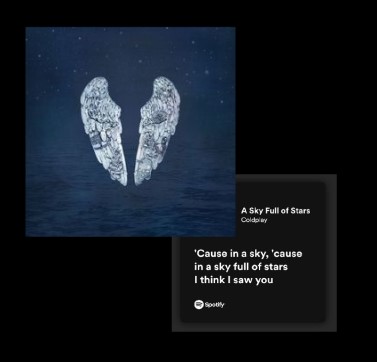 A Sky Full of Stars
Coldplay
'Cause in a sky, 'cause
in a sky full of stars
I think I saw you
Spotify